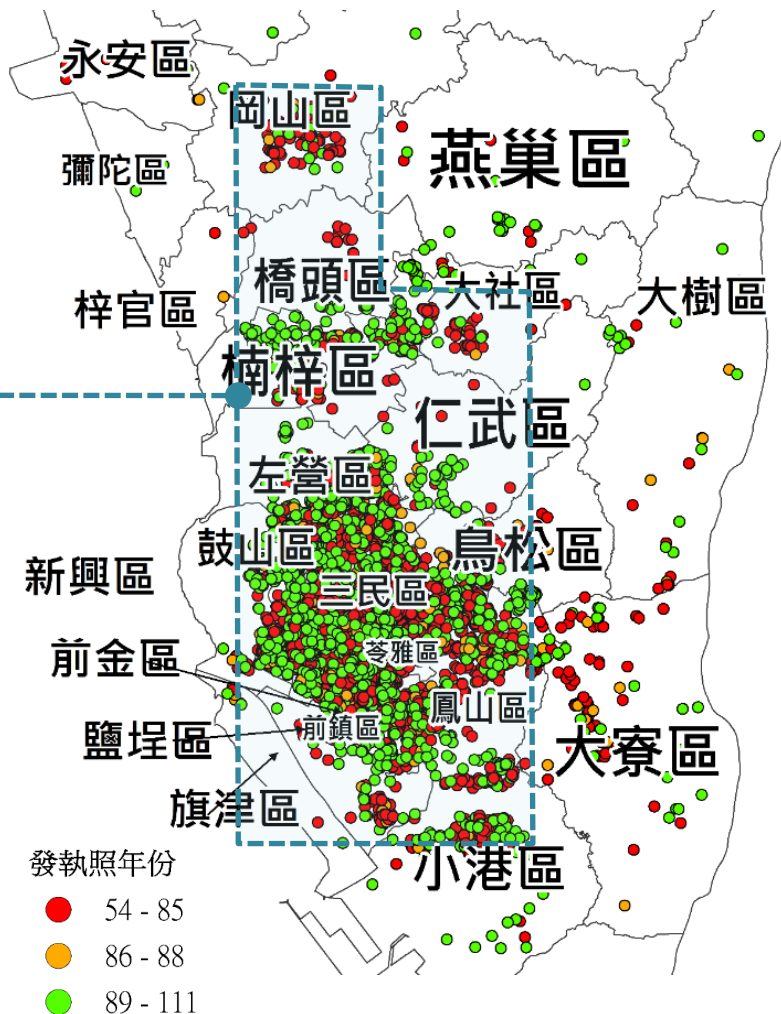 永安區
岡山區
燕巢區
彌陀區
橋頭區
大社區
大樹區
梓官區
楠梓區
仁武區
左營區
鼓山區
鳥松區
新興區
三民區
前金區
苓雅區
鳳山區
鹽埕區
前鎮區
大寮區
旗津區
小港區
發執照年份
54 - 85
86 - 88
89 - 111